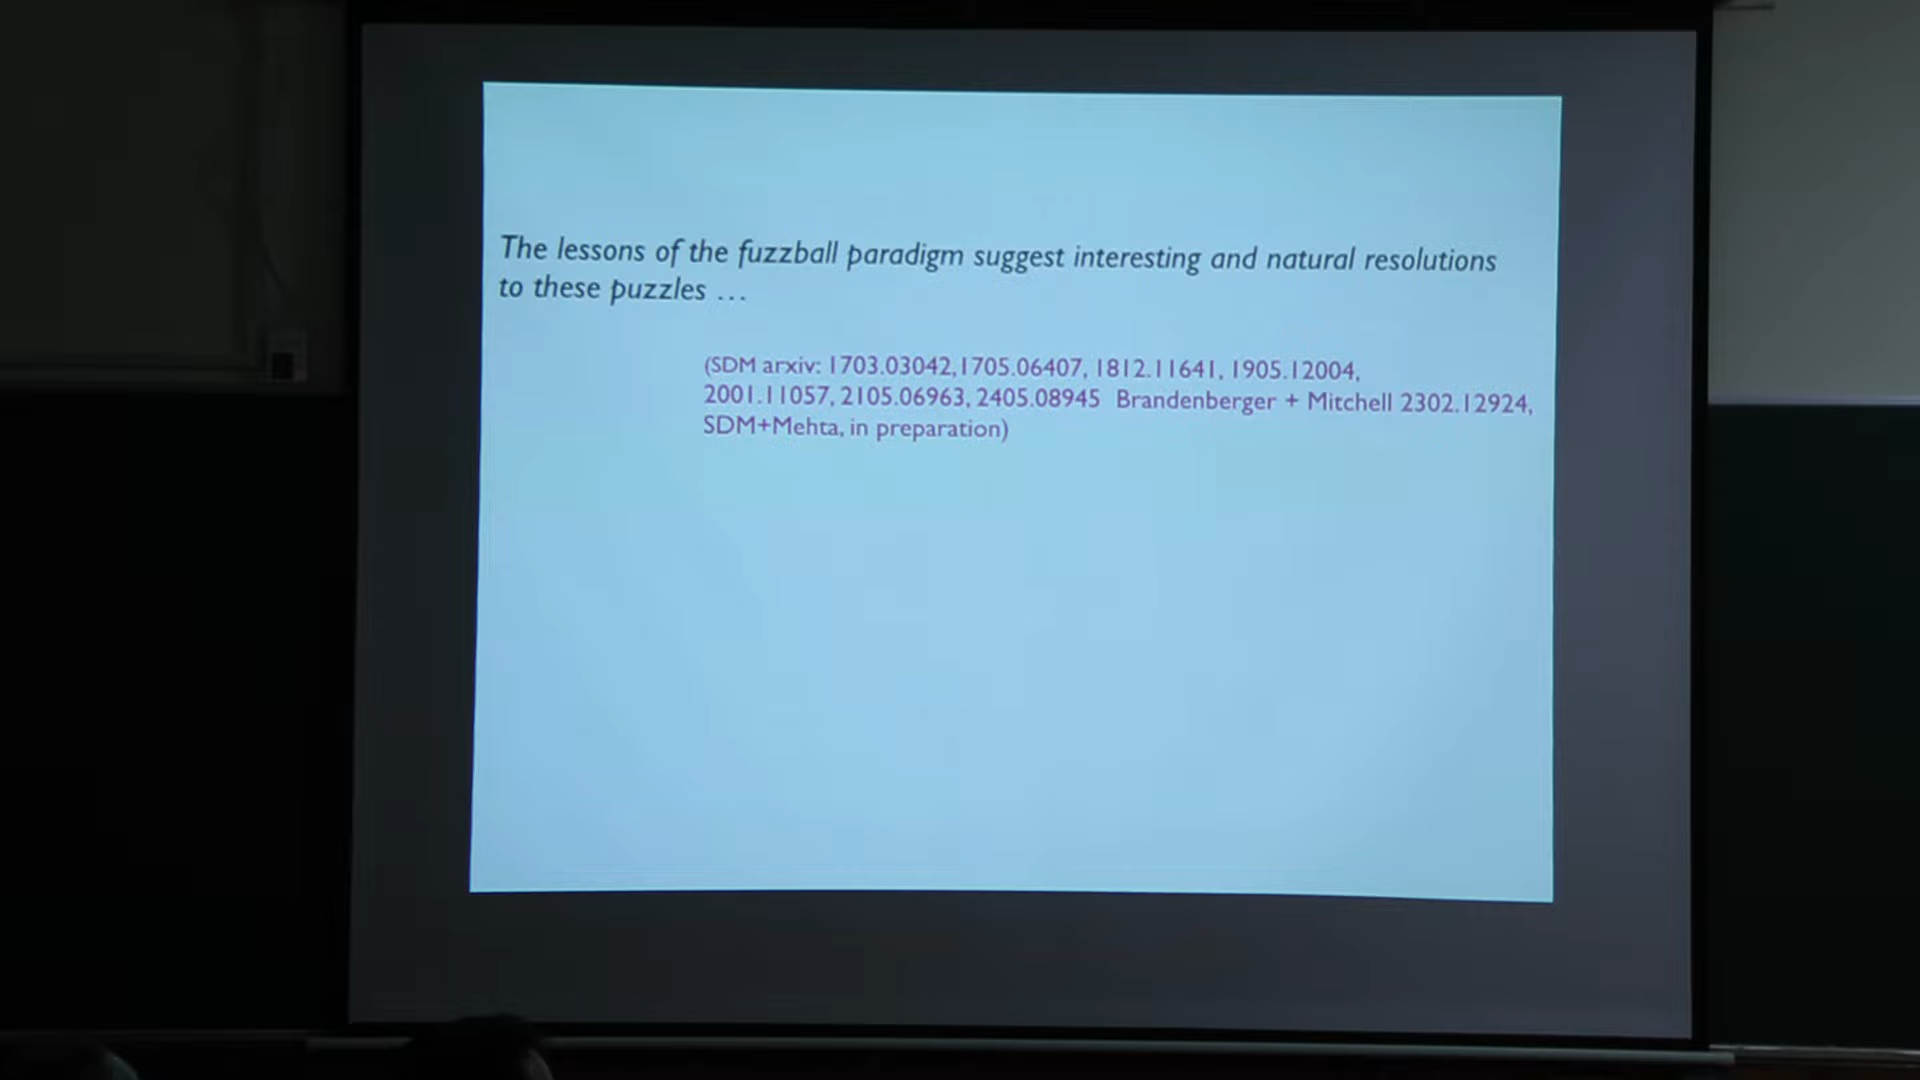 The lessons of the fuzzball paradigm suggest interesting and natural resolutions
to these puzzles ...
(SDM arxiv: 1703.03042,1705.06407, 1812.11641, 1905.12004,
2001.11057, 2105.06963, 2405.08945 Brandenberger + Mitchell 2302.12924,
SDM+Mehta, in preparation)